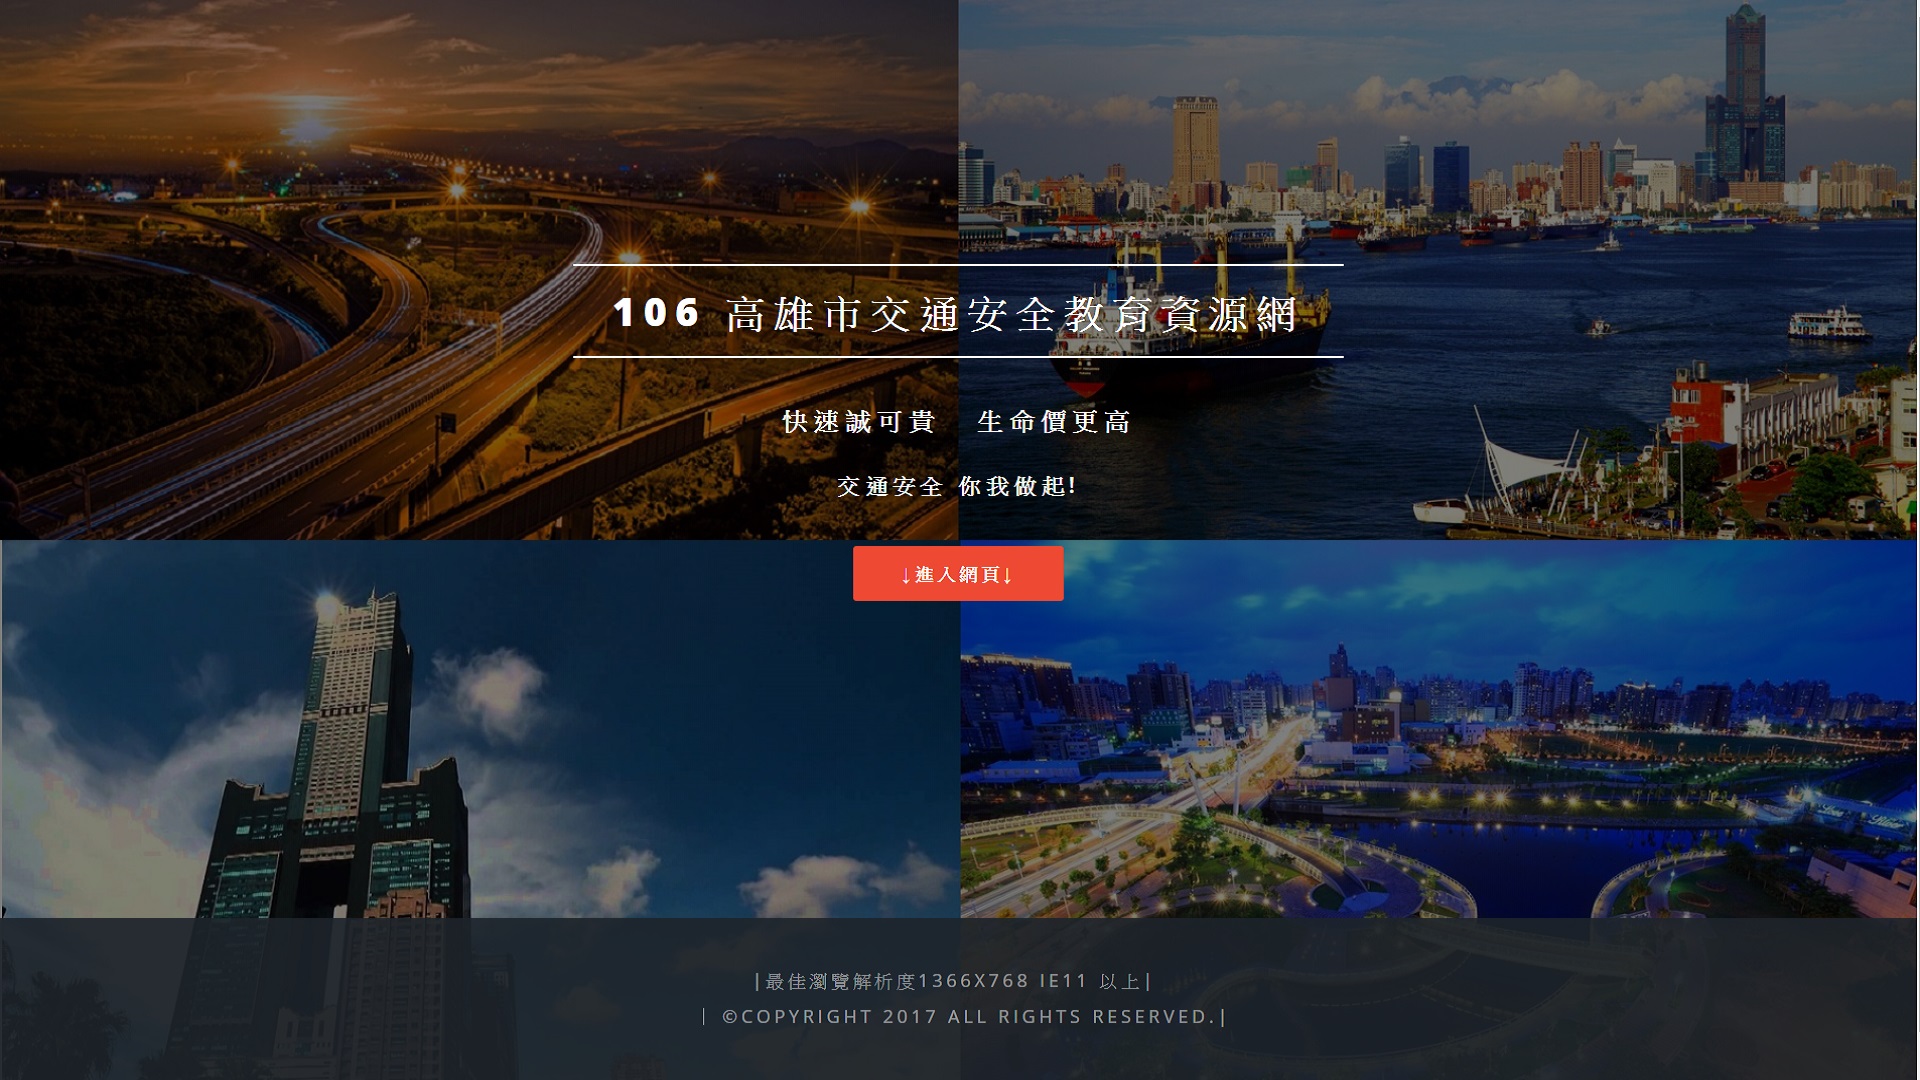 106 高雄市交通安全教育資源網
快速誠可貴 生命價更高
交通安全 你我做起!
↓進入網頁↓
|最佳瀏覽解析度1366X768 IE11 以上|
| ©COPYRIGHT 2017 ALL RIGHTS RESERVED.|